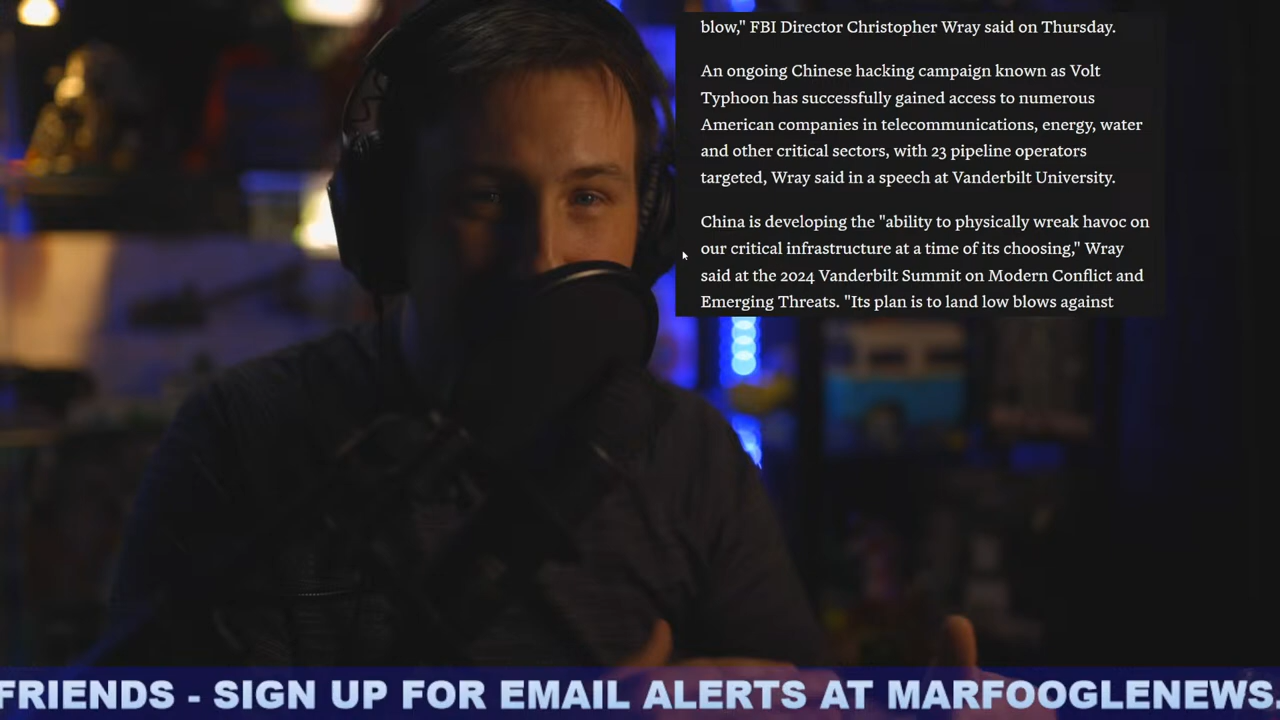 blow," FBI Director Christopher Wray said on Thursday.
An ongoing Chinese hacking campaign known as Volt
Typhoon has successfully gained access to numerous
American companies in telecommunications, energy, water
and other critical sectors, with 23 pipeline operators
targeted, Wray said in a speech at Vanderbilt University.
China is developing the "ability to physically wreak havoc on
our critical infrastructure at a time of its choosing," Wray
said at the 2024 Vanderbilt Summit on Modern Conflict and
Emerging Threats. "Its plan is to land low blows against
FRIENDS - SIGN UP FOR EMAIL ALERTS AT MARFOOGLENEWS.